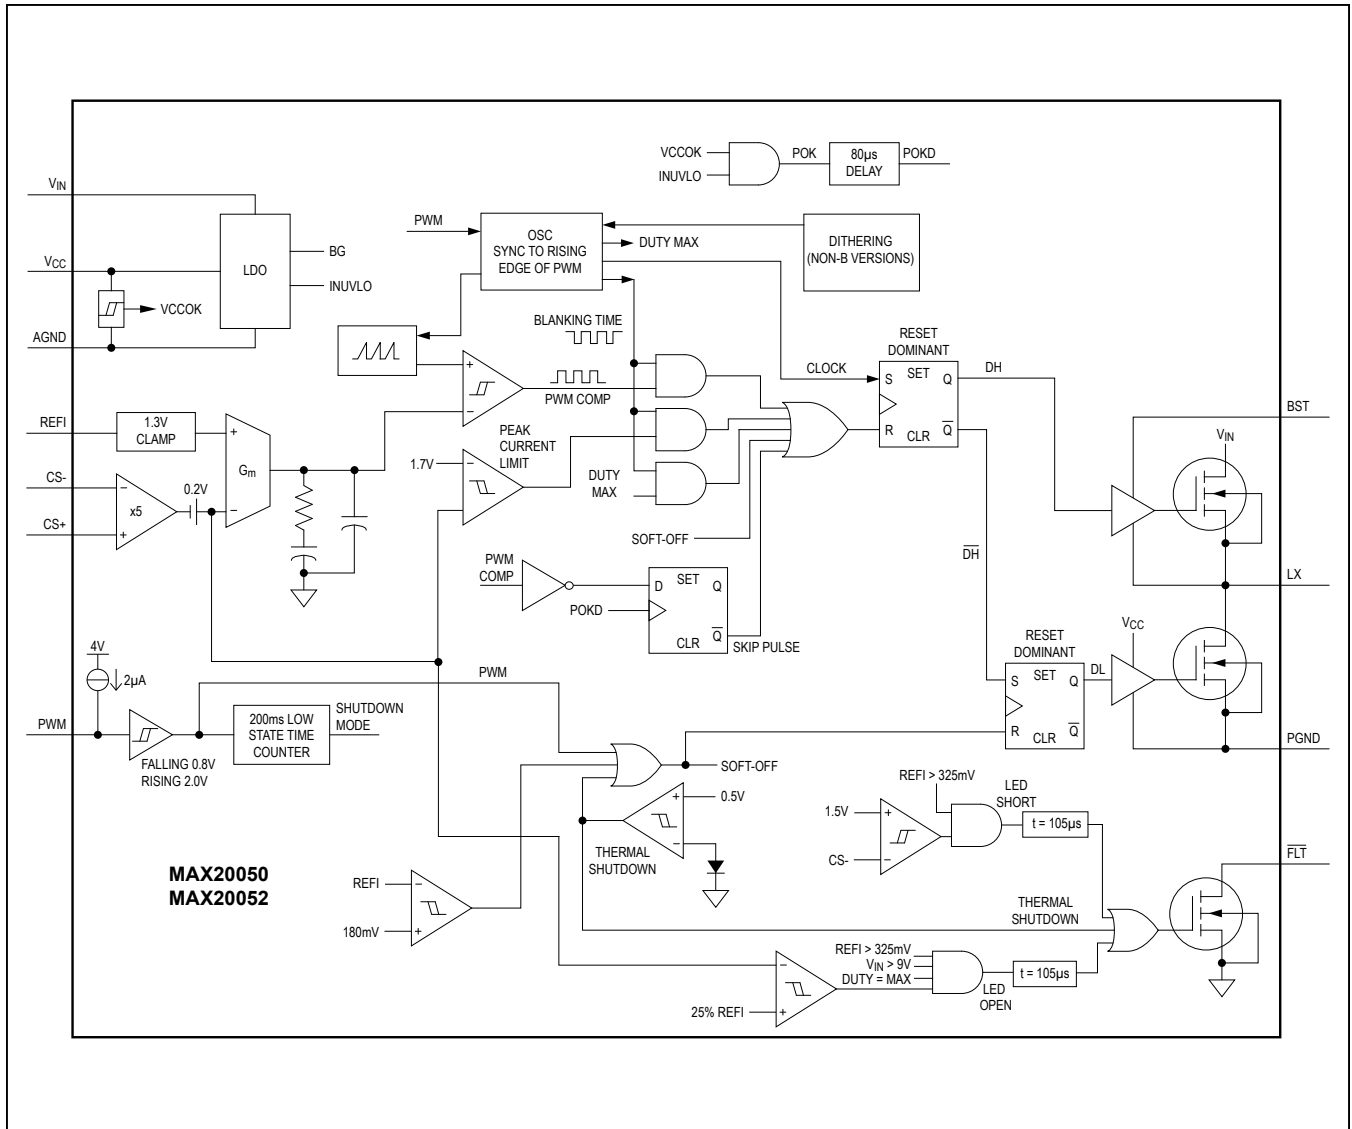 VCCOK
INUVLO
POK
80µs
DELAY
POKD
VIN
LDO
BG
INUVLO
VCC
VCCOK
AGND
PWM
OSC
SYNC TO RISING
EDGE OF PWM
DUTY MAX
DITHERING
(NON-B VERSIONS)
BLANKING TIME
RESET
DOMINANT
CLOCK
S
SET
Q
R
CLR
Q
DH
+
−
PWM COMP
REFI
1.3V
CLAMP
+
Gm
−
CS-
CS+
−
x5
+
0.2V
PEAK
CURRENT
LIMIT
1.7V
−
DUTY
MAX
SOFT-OFF
DH
BST
VIN
LX
PWM
COMP
POKD
D
SET
Q
CLR
Q
SKIP PULSE
4V
2µA
PWM
PWM
FALLING 0.8V
RISING 2.0V
200ms LOW
STATE TIME
COUNTER
SHUTDOWN
MODE
RESET
DOMINANT
S
SET
Q
R
CLR
Q
DL
VCC
PGND
SOFT-OFF
+
0.5V
−
THERMAL
SHUTDOWN
REFI > 325mV
LED
SHORT
1.5V
+
CS-
−
t = 105µs
FLT
MAX20050
MAX20052
REFI
−
180mV
+
THERMAL
SHUTDOWN
REFI > 325mV
VIN > 9V
DUTY = MAX
−
25% REFI
+
LED
OPEN
t = 105µs